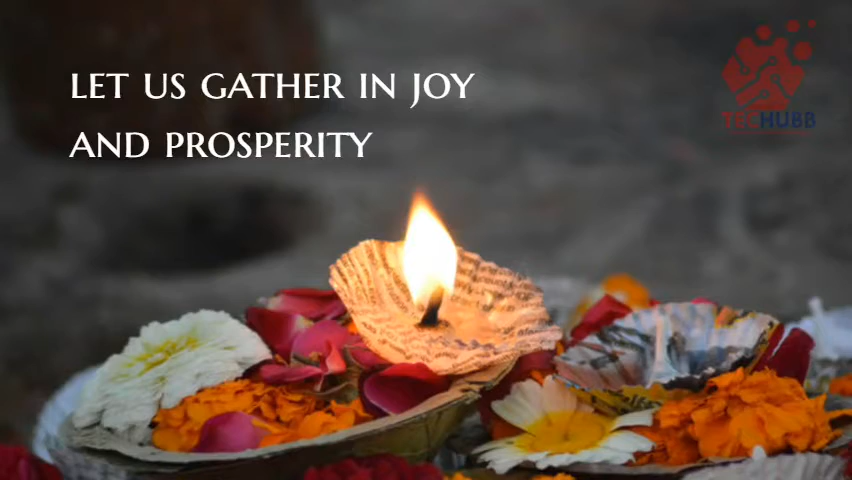 LET US GATHER IN JOY
AND PROSPERITY
TECHUBB